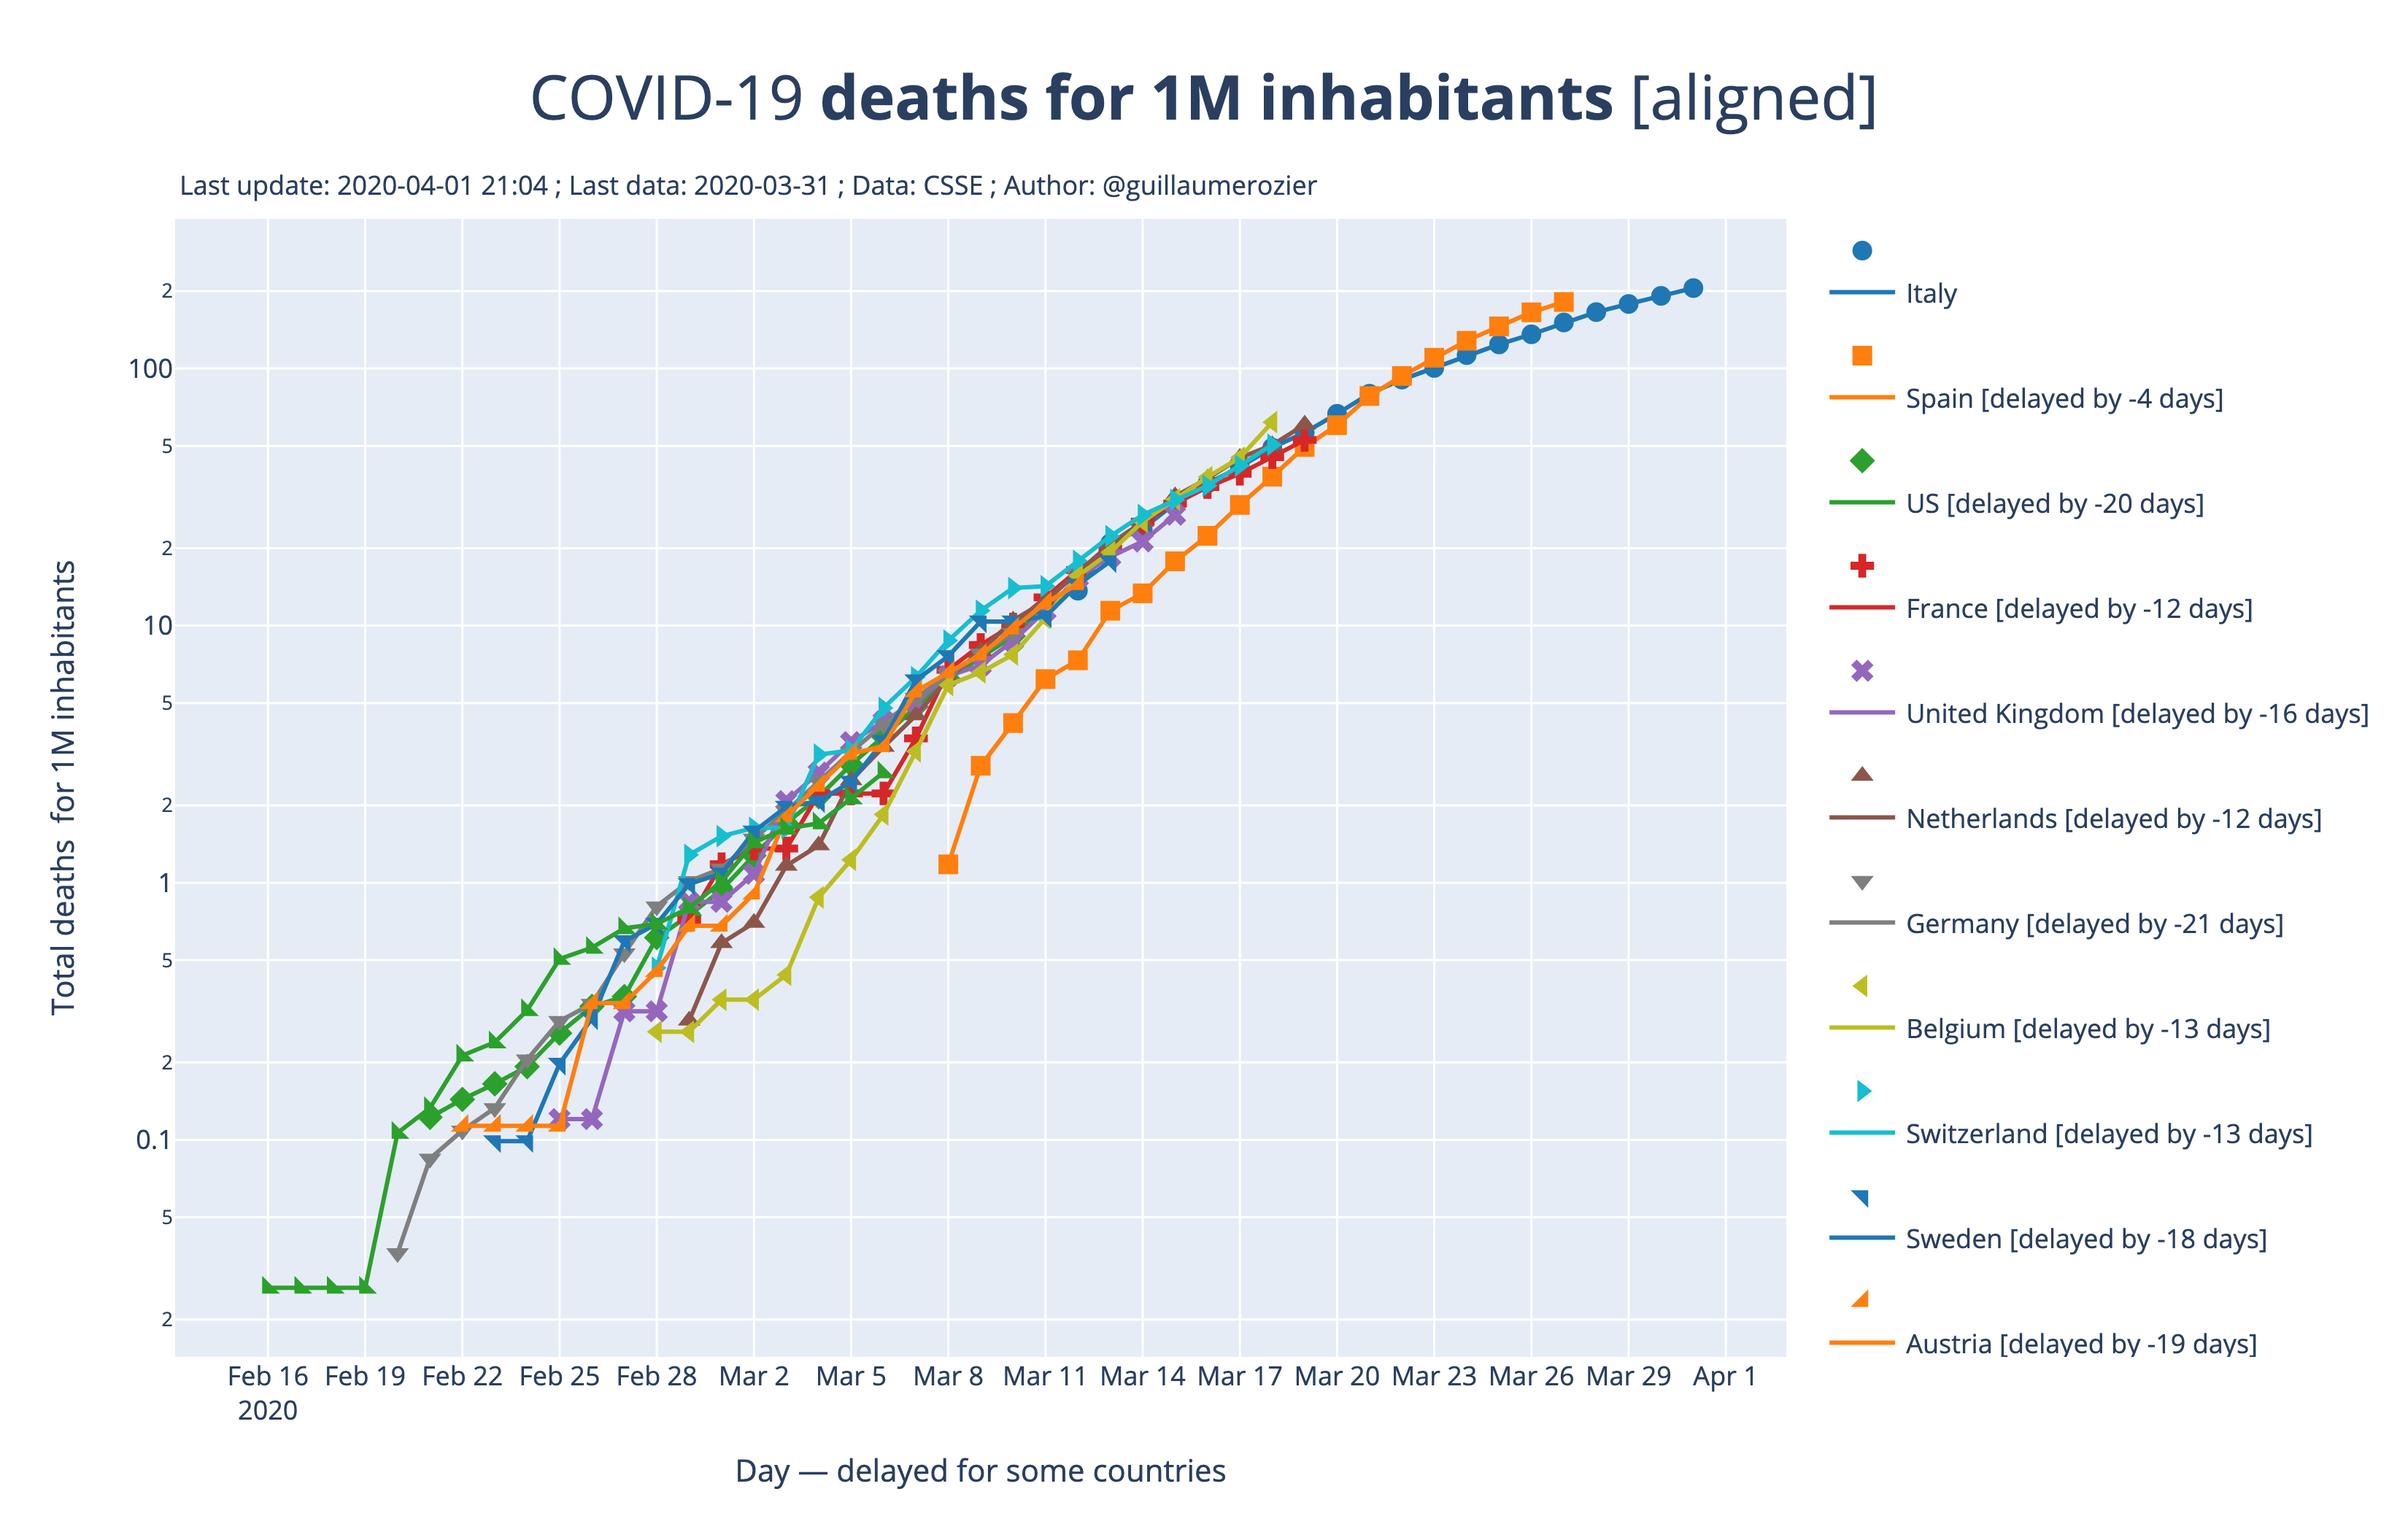 COVID-19 deaths for 1M inhabitants [aligned]
Last update: 2020-04-01 21:04 ; Last data: 2020-03-31 ; Data: CSSE ; Author: @guillaumerozier
Total deaths for 1M inhabitants
2
100
5
2
10
5
2
1
5
2
0.1
5
2
Feb 16 Feb 19 Feb 22 Feb 25 Feb 28 Mar 2 Mar 5 Mar 8 Mar 11 Mar 14 Mar 17 Mar 20 Mar 23 Mar 26 Mar 29 Apr 1
2020
Day — delayed for some countries
Italy
Spain [delayed by -4 days]
US [delayed by -20 days]
France [delayed by -12 days]
United Kingdom [delayed by -16 days]
Netherlands [delayed by -12 days]
Germany [delayed by -21 days]
Belgium [delayed by -13 days]
Switzerland [delayed by -13 days]
Sweden [delayed by -18 days]
Austria [delayed by -19 days]